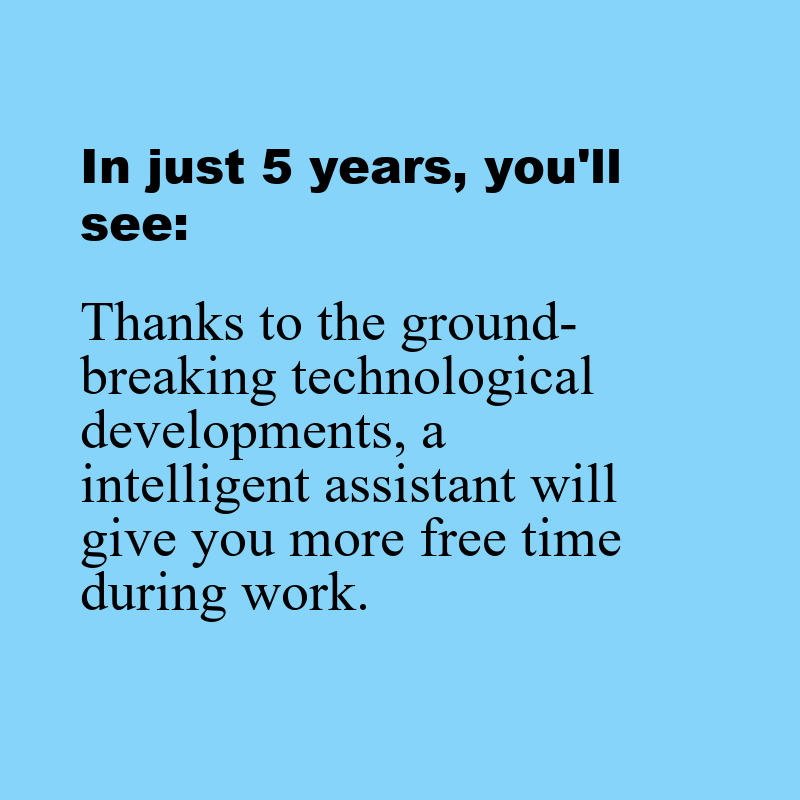 In just 5 years, you'll
see:
Thanks to the ground-
breaking technological
developments, a
intelligent assistant will
give you more free time
during work.